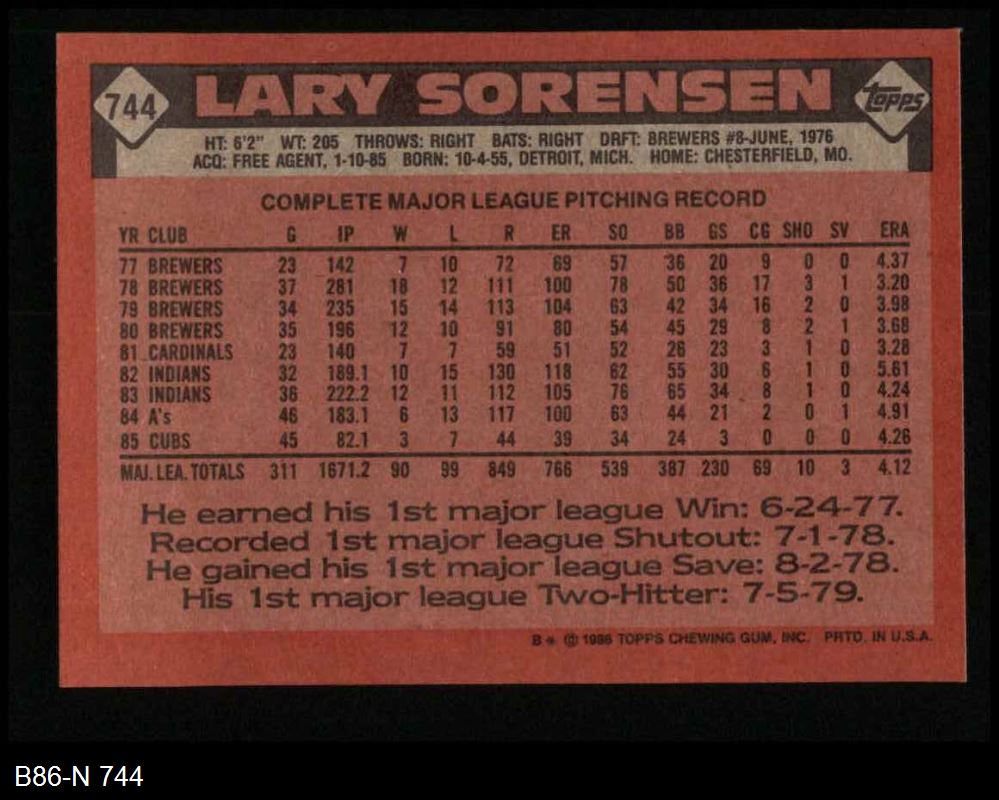 744 LARY SORENSEN Topps
HT: 6'2" WT: 205 THROWS: RIGHT BATS: RIGHT DRFT: BREWERS #8-JUNE, 1976
ACQ: FREE AGENT, 1-10-85 BORN: 10-4-55, DETROIT, MICH. HOME: CHESTERFIELD, MO.
COMPLETE MAJOR LEAGUE PITCHING RECORD
YR CLUB G IP W L R ER SO BB GS CG SHO SV ERA
77 BREWERS 23 142 7 10 72 69 57 36 20 9 0 0 4.37
78 BREWERS 37 281 18 12 111 100 78 50 36 17 3 1 3.20
79 BREWERS 34 235 15 14 113 104 63 42 34 16 2 0 3.98
80 BREWERS 35 196 12 10 91 80 54 45 29 8 2 1 3.68
81 CARDINALS 23 140 7 7 59 51 52 26 23 3 1 0 3.28
82 INDIANS 32 189.1 10 15 130 118 62 55 30 6 1 0 5.61
83 INDIANS 36 222.2 12 11 112 105 76 65 34 8 1 0 4.24
84 A's 46 183.1 6 13 117 100 63 44 21 2 0 1 4.91
85 CUBS 45 82.1 3 7 44 39 34 24 3 0 0 0 4.26
MAJ. LEA. TOTALS 311 1671.2 90 99 849 766 539 387 230 69 10 3 4.12
He earned his 1st major league Win: 6-24-77.
Recorded 1st major league Shutout: 7-1-78.
He gained his 1st major league Save: 8-2-78.
His 1st major league Two-Hitter: 7-5-79.
B* © 1986 TOPPS CHEWING GUM, INC. PRTD. IN U.S.A.
B86-N 744